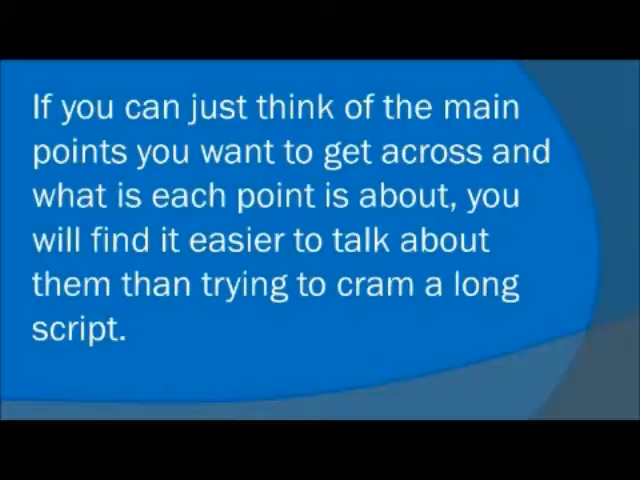 If you can just think of the main
points you want to get across and
what is each point is about, you
will find it easier to talk about
them than trying to cram a long
script.